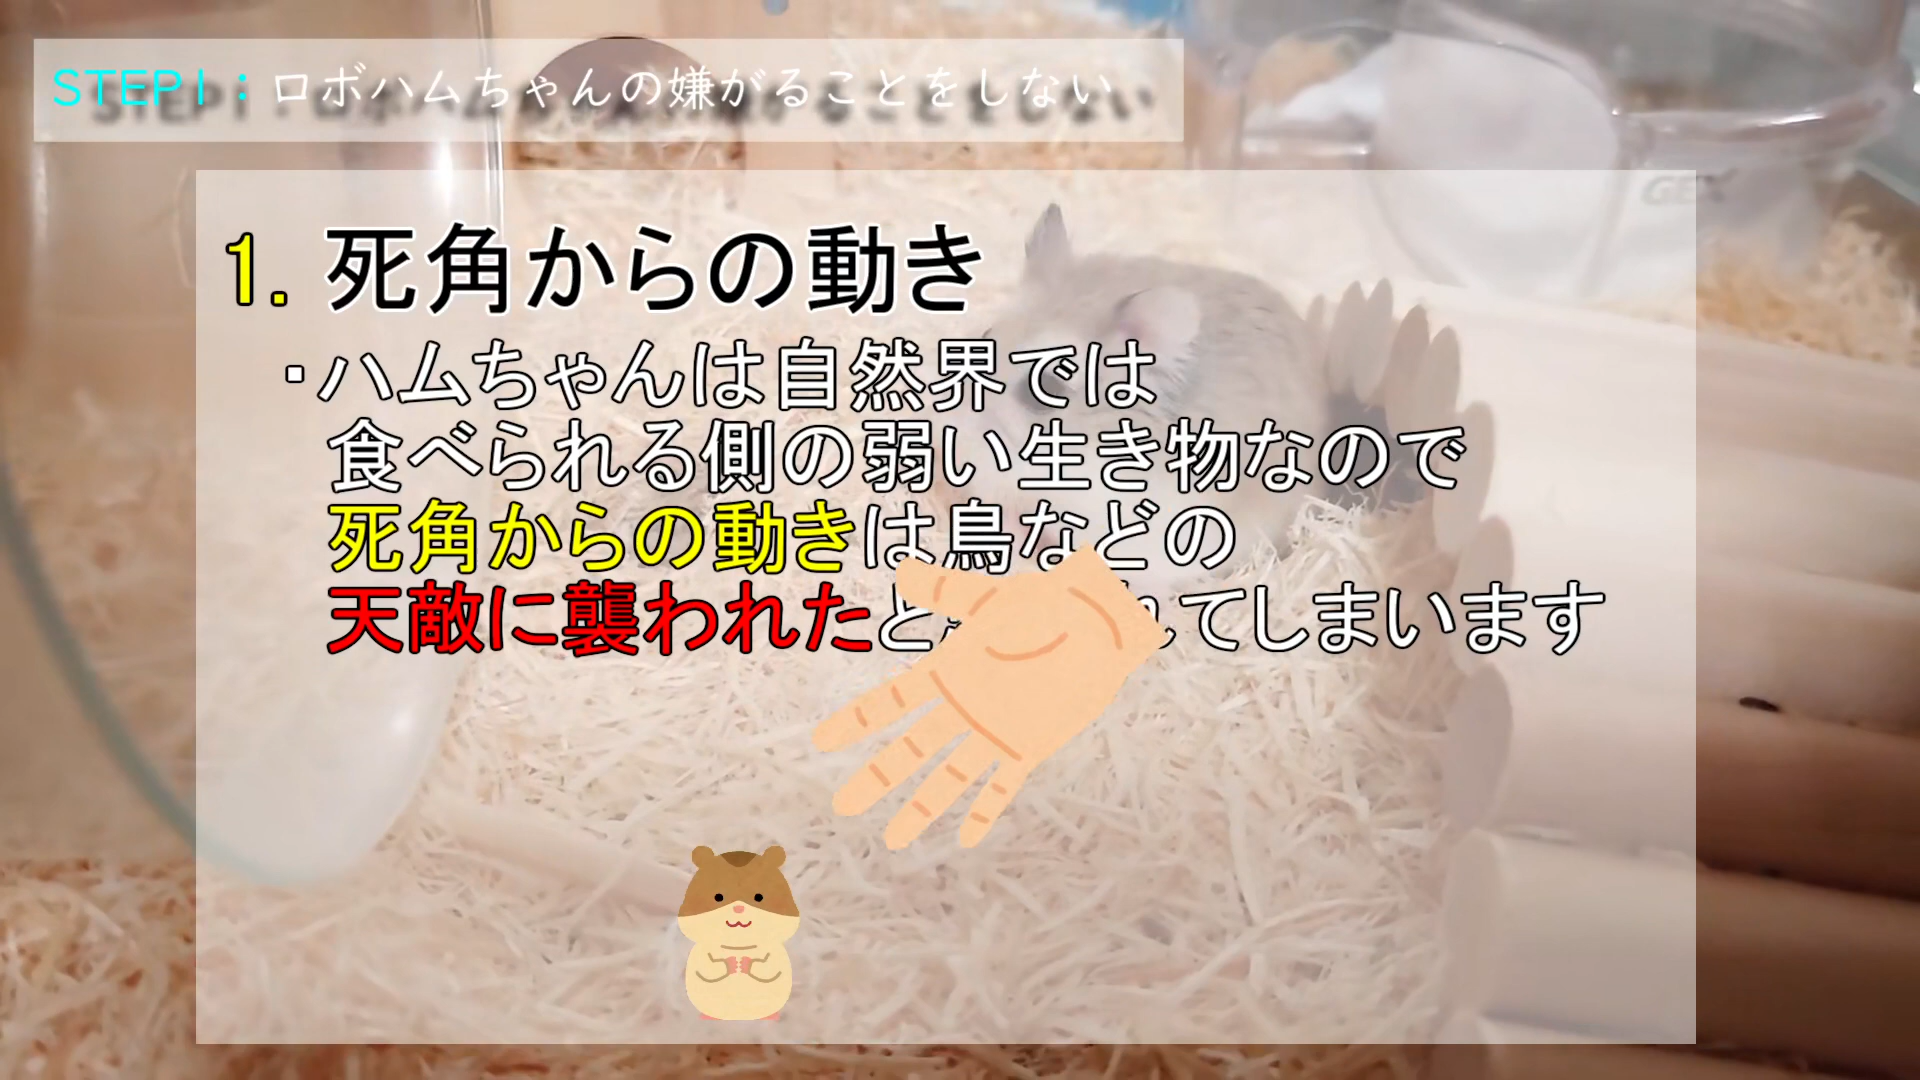 STEP1：ロボハムちゃんの嫌がることをしない
GEX
1. 死角からの動き
・ハムちゃんは自然界では
食べられる側の弱い生き物なので
死角からの動きは鳥などの
天敵に襲われたと れてしまいます